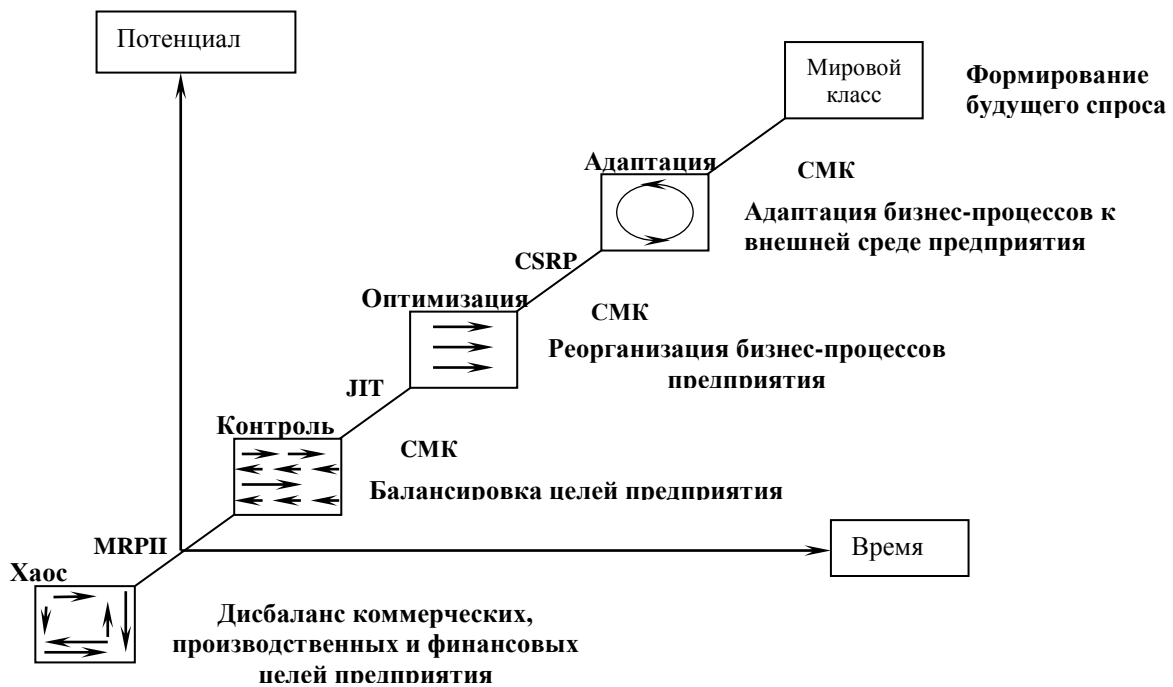 Потенциал
Мировой
класс
Формирование
будущего спроса
Адаптация
СМК
Адаптация бизнес-процессов к
внешней среде предприятия
CSRP
Оптимизация
СМК
Реорганизация бизнес-процессов
предприятия
JIT
Контроль
СМК
Балансировка целей предприятия
MRPII
Время
Хаос
Дисбаланс коммерческих,
производственных и финансовых
целей предприятия